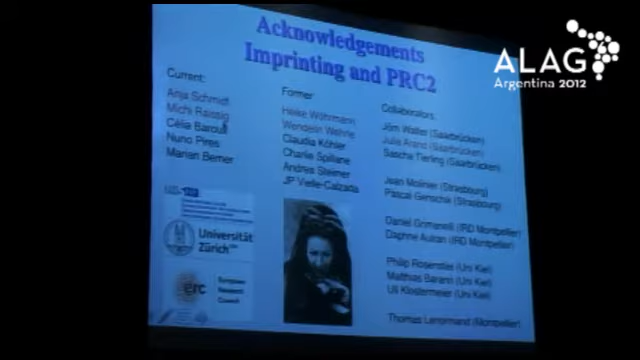 Acknowledgements
Imprinting and PRC2
Current:
Anja Schmidt
Michi Raissig
Célia Baroux
Nuno Pires
Marian Bemer
Former
Heike Wöhrmann
Wendelin Wehrle
Claudia Köhler
Charlie Spillane
Andrea Steimer
JP Vielle-Calzada
Collaborators:
Jörn Walter (Saarbrücken)
Julia Arand (Saarbrücken)
Sascha Tierling (Saarbrücken)
Jean Molinier (Strasbourg)
Pascal Genschik (Strasbourg)
Daniel Grimanelli (IRD Montpellier)
Daphne Autran (IRD Montpellier)
Philip Rosenstiel (Uni Kiel)
Matthias Barann (Uni Kiel)
Uli Klostermeier (Uni Kiel)
Thomas Lenormand (Montpellier)
Universität
Zürich
erc
European
Research
Council
ALAG
Argentina 2012